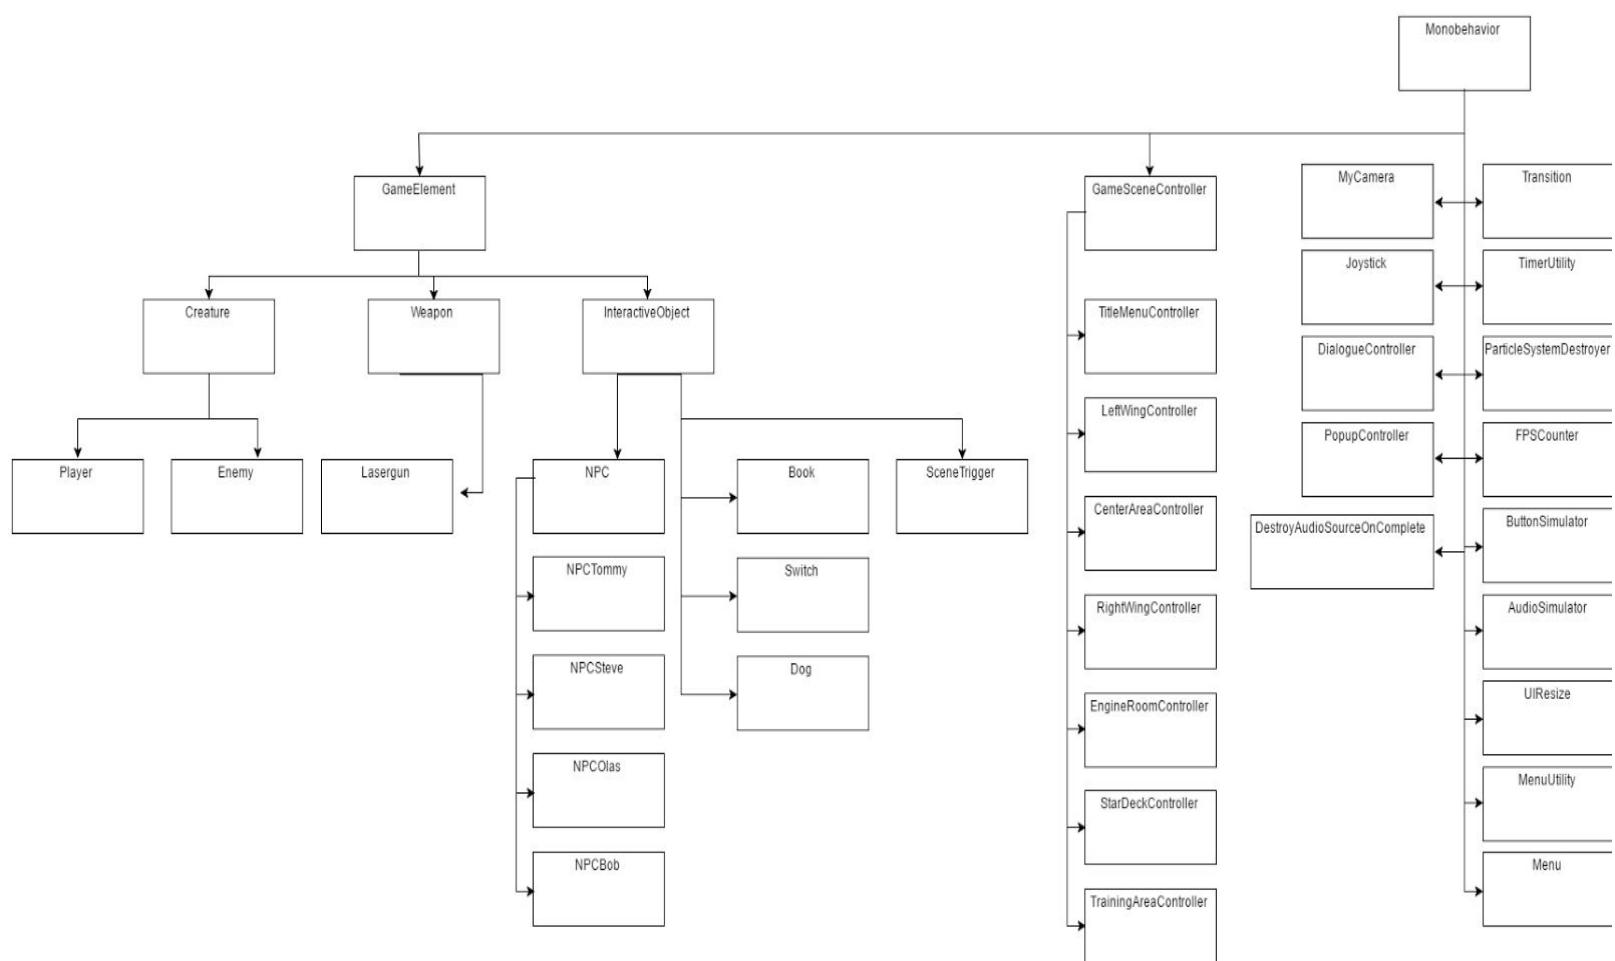 Monobehavior
GameElement
GameSceneController
MyCamera
Transition
Joystick
TimerUtility
Creature
Weapon
InteractiveObject
TitleMenuController
DialogueController
ParticleSystemDestroyer
LeftWingController
PopupController
FPSCounter
Player
Enemy
Lasergun
NPC
Book
SceneTrigger
CenterAreaController
DestroyAudioSourceOnComplete
ButtonSimulator
NPCTommy
Switch
RightWingController
AudioSimulator
NPCSteve
Dog
EngineRoomController
UIResize
NPCOlas
StarDeckController
MenuUtility
NPCBob
TrainingAreaController
Menu